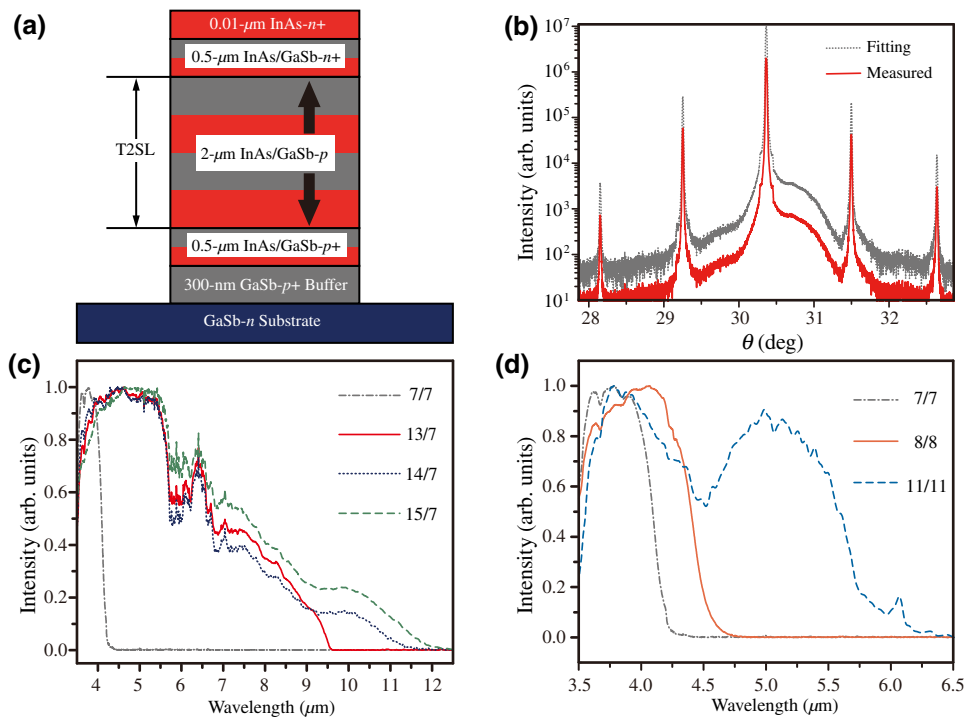 (a)
0.01-μm InAs-n+
0.5-μm InAs/GaSb-n+
T2SL
2-μm InAs/GaSb-p
0.5-μm InAs/GaSb-p+
300-nm GaSb-p+ Buffer
GaSb-n Substrate
(b)
Intensity (arb. units)
10^7
10^6
10^5
10^4
10^3
10^2
10^1
Fitting
Measured
28 29 30 31 32
θ (deg)
(c)
Intensity (arb. units)
1.0
0.8
0.6
0.4
0.2
0.0
7/7
13/7
14/7
15/7
4 5 6 7 8 9 10 11 12
Wavelength (μm)
(d)
Intensity (arb. units)
1.0
0.8
0.6
0.4
0.2
0.0
7/7
8/8
11/11
3.5 4.0 4.5 5.0 5.5 6.0 6.5
Wavelength (μm)